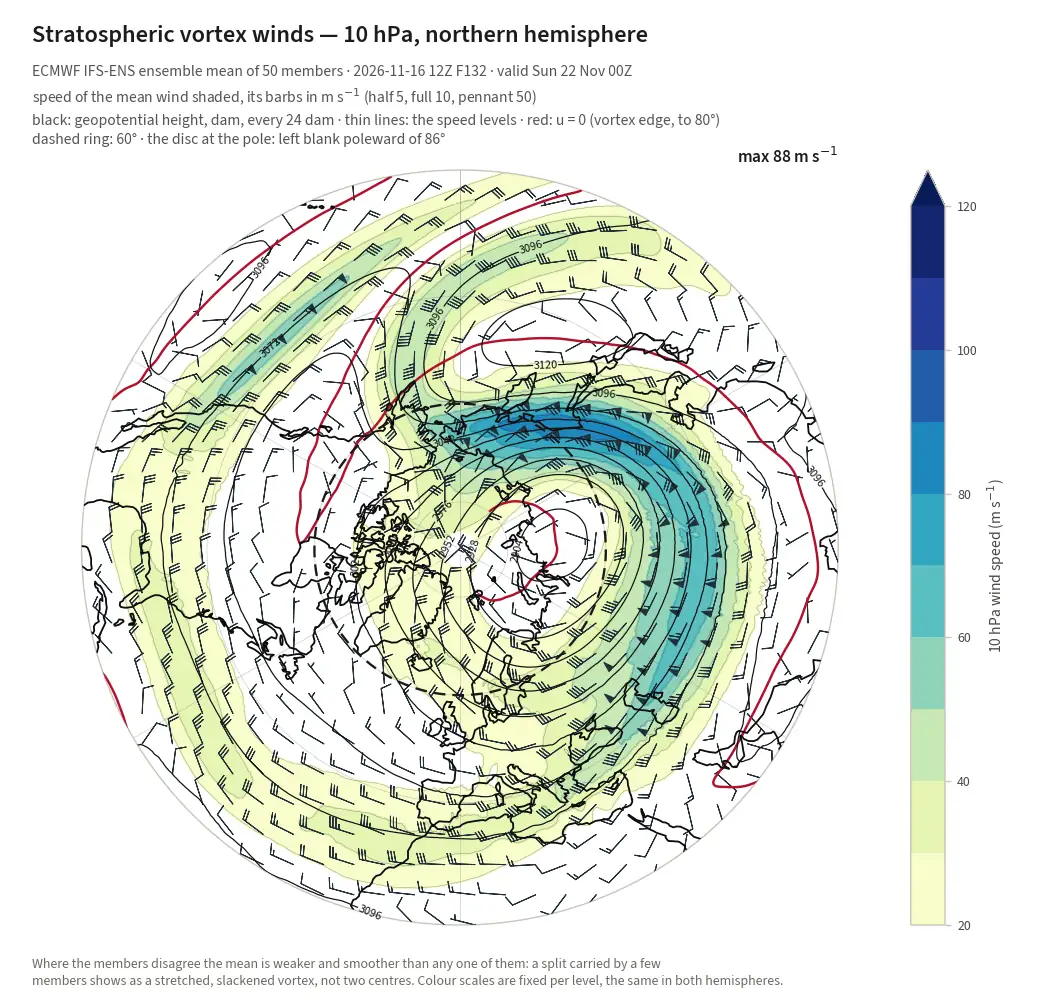 Stratospheric vortex winds — 10 hPa, northern hemisphere
ECMWF IFS-ENS ensemble mean of 50 members · 2026-11-16 12Z F132 · valid Sun 22 Nov 00Z
speed of the mean wind shaded, its barbs in m s⁻¹ (half 5, full 10, pennant 50)
black: geopotential height, dam, every 24 dam · thin lines: the speed levels · red: u = 0 (vortex edge, to 80°)
dashed ring: 60° · the disc at the pole: left blank poleward of 86°
max 88 m s⁻¹
120
100
80
60
40
20
10 hPa wind speed (m s⁻¹)
3096
3096
3096
3072
3120
3096
3096
2952
2928
3096
Where the members disagree the mean is weaker and smoother than any one of them: a split carried by a few
members shows as a stretched, slackened vortex, not two centres. Colour scales are fixed per level, the same in both hemispheres.